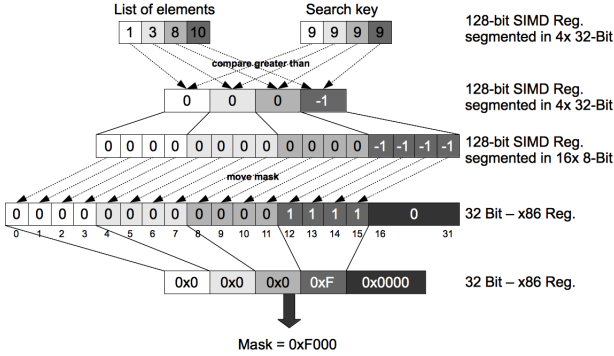 List of elements
Search key
1 3 8 10
9 9 9 9
128-bit SIMD Reg.
segmented in 4x 32-Bit
compare greater than
0 0 0 -1
128-bit SIMD Reg.
segmented in 4x 32-Bit
0 0 0 0 0 0 0 0 0 0 0 0 -1 -1 -1 -1
128-bit SIMD Reg.
segmented in 16x 8-Bit
move mask
0 0 0 0 0 0 0 0 0 0 0 0 1 1 1 1 0
32 Bit – x86 Reg.
0 1 2 3 4 5 6 7 8 9 10 11 12 13 14 15 16 31
0x0 0x0 0x0 0xF 0x0000
32 Bit – x86 Reg.
Mask = 0xF000